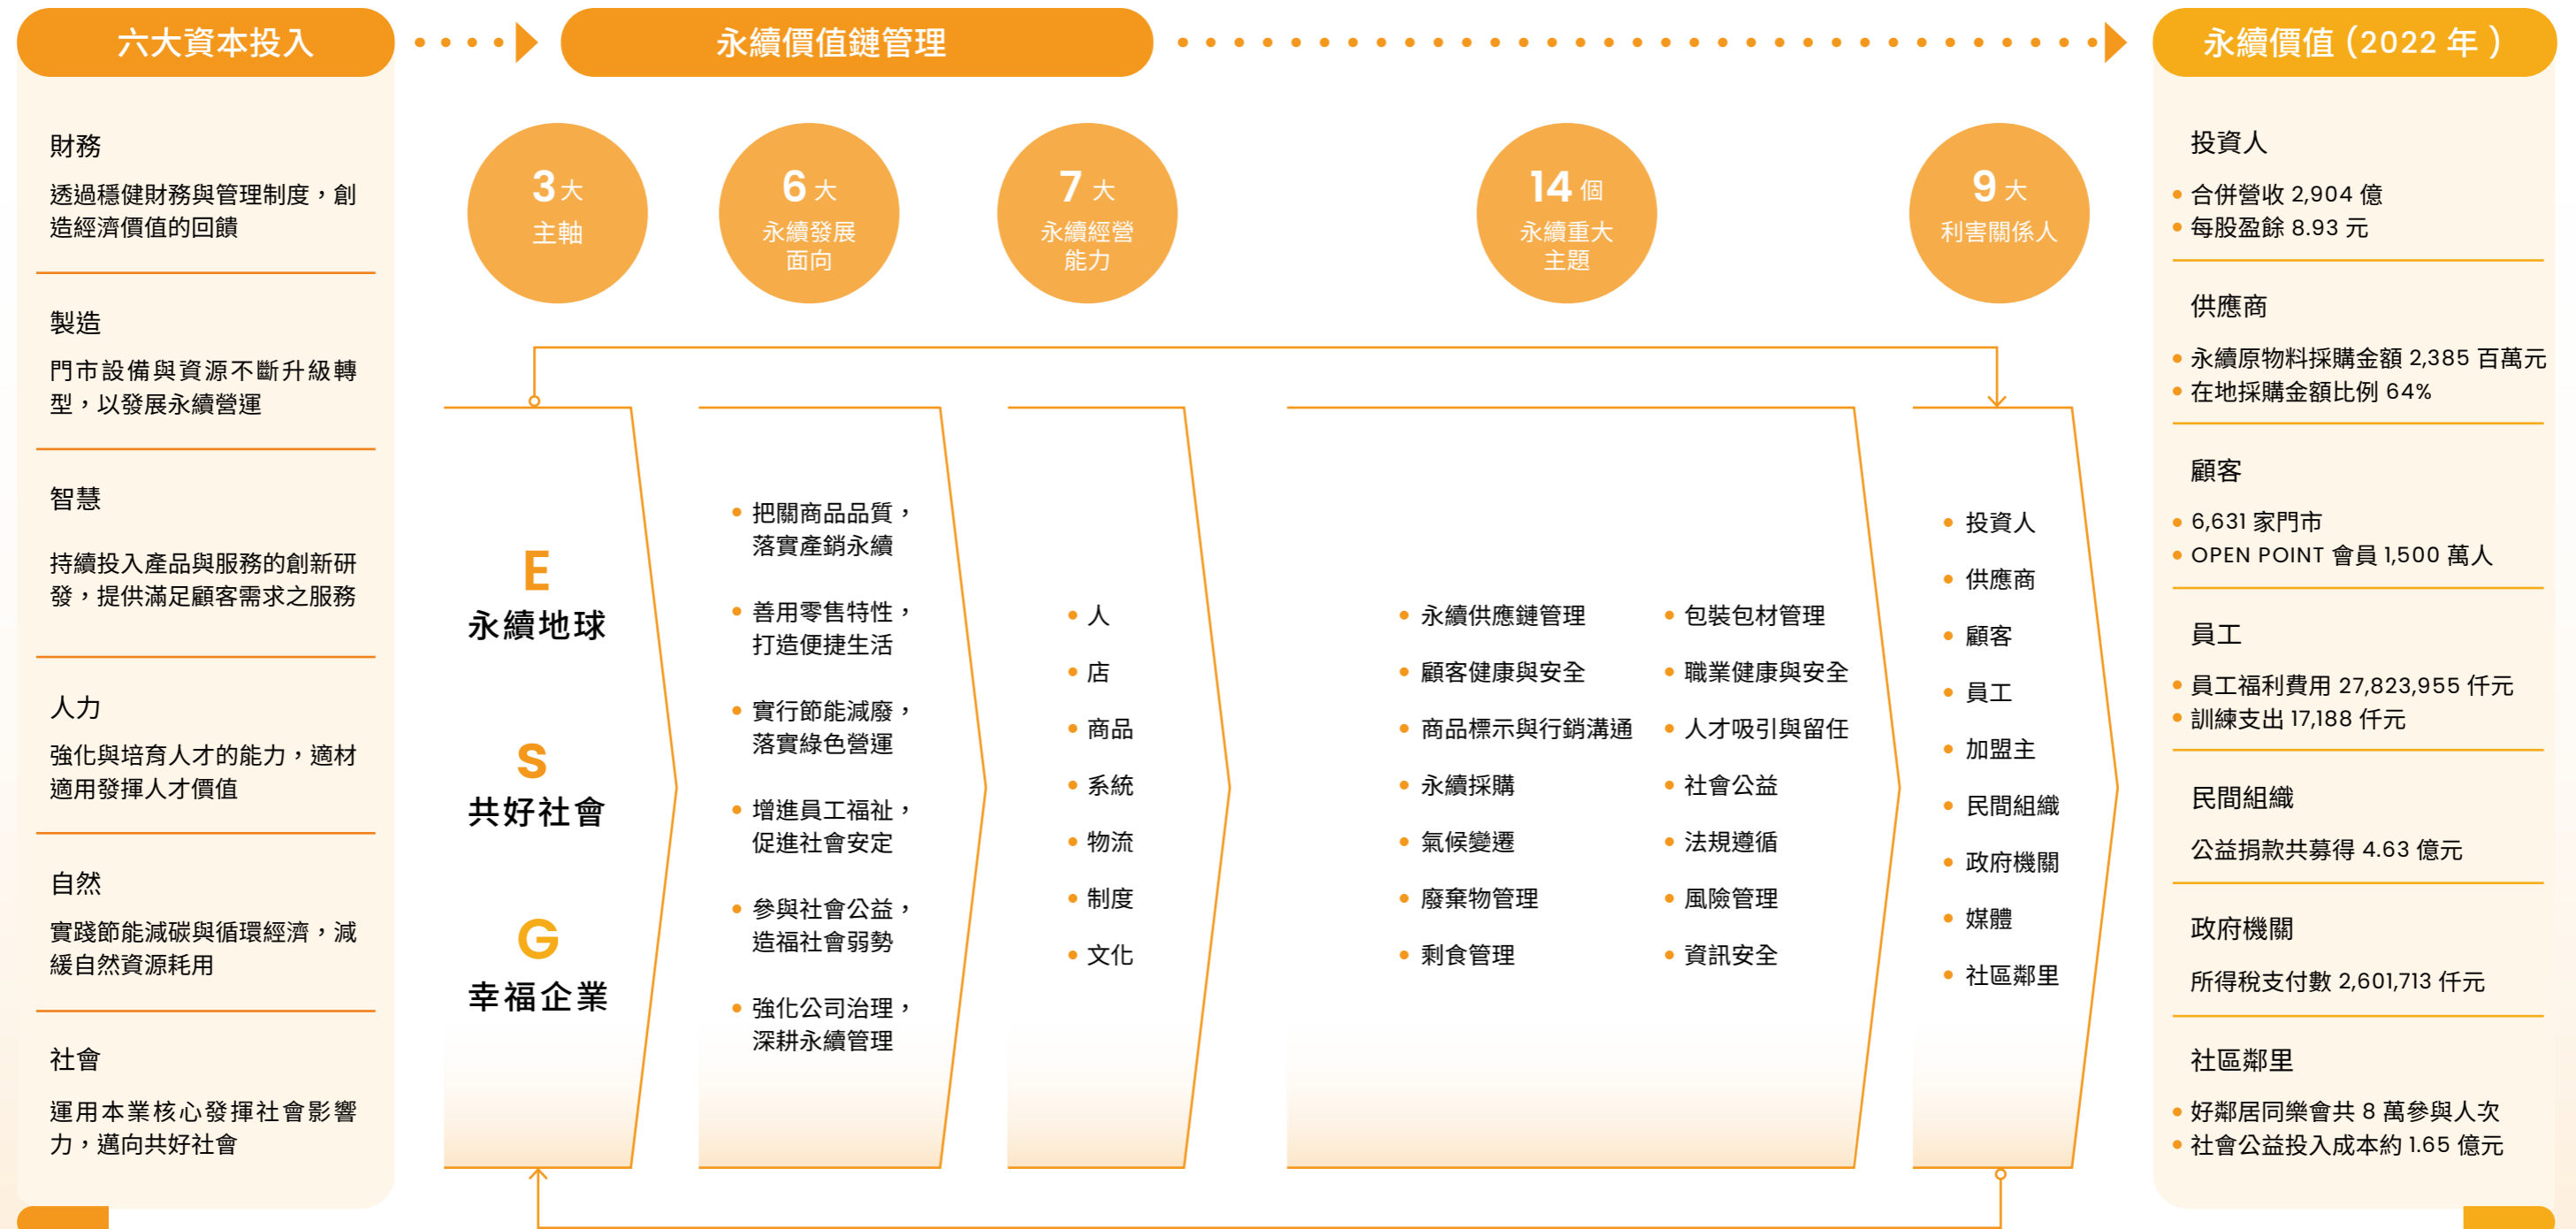 六大資本投入
永續價值鏈管理
永續價值（2022 年 ）
財務
透過穩健財務與管理制度，創
造經濟價值的回饋
製造
門市設備與資源不斷升級轉
型，以發展永續營運
智慧
持續投入產品與服務的創新研
發，提供滿足顧客需求之服務
人力
強化與培育人才的能力，適材
適用發揮人才價值
自然
實踐節能減碳與循環經濟，減
緩自然資源耗用
社會
運用本業核心發揮社會影響
力，邁向共好社會
3大
主軸
E
永續地球
S
共好社會
G
幸福企業
6 大
永續發展
面向
把關商品品質，
落實產銷永續
善用零售特性，
打造便捷生活
實行節能減廢，
落實綠色營運
增進員工福祉，
促進社會安定
參與社會公益，
造福社會弱勢
強化公司治理，
深耕永續管理
7 大
永續經營
能力
人
店
商品
系統
物流
制度
文化
14 個
永續重大
主題
永續供應鏈管理
顧客健康與安全
商品標示與行銷溝通
永續採購
氣候變遷
廢棄物管理
剩食管理
包裝包材管理
職業健康與安全
人才吸引與留任
社會公益
法規遵循
風險管理
資訊安全
9 大
利害關係人
投資人
供應商
顧客
員工
加盟主
民間組織
政府機關
媒體
社區鄰里
投資人
合併營收 2,904 億
每股盈餘 8.93 元
供應商
永續原物料採購金額 2,385 百萬元
在地採購金額比例 64%
顧客
6,631 家門市
OPEN POINT 會員 1,500 萬人
員工
員工福利費用 27,823,955 仟元
訓練支出 17,188 仟元
民間組織
公益捐款共募得 4.63 億元
政府機關
所得稅支付數 2,601,713 仟元
社區鄰里
好鄰居同樂會共 8 萬參與人次
社會公益投入成本約 1.65 億元